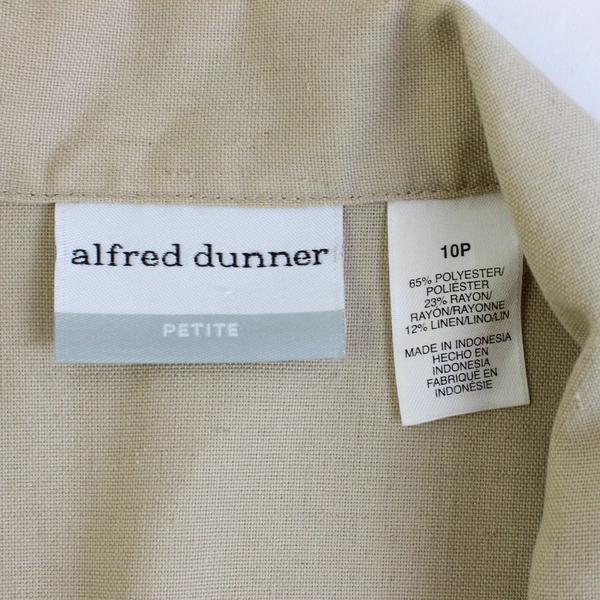 alfred dunner
PETITE
10P
65% POLYESTER/
POLIÉSTER
23% RAYON/
RAYÓN/RAYONNE
12% LINEN/LINO/LIN
MADE IN INDONESIA
HECHO EN
INDONESIA
FABRIQUÉ EN
INDONÉSIE